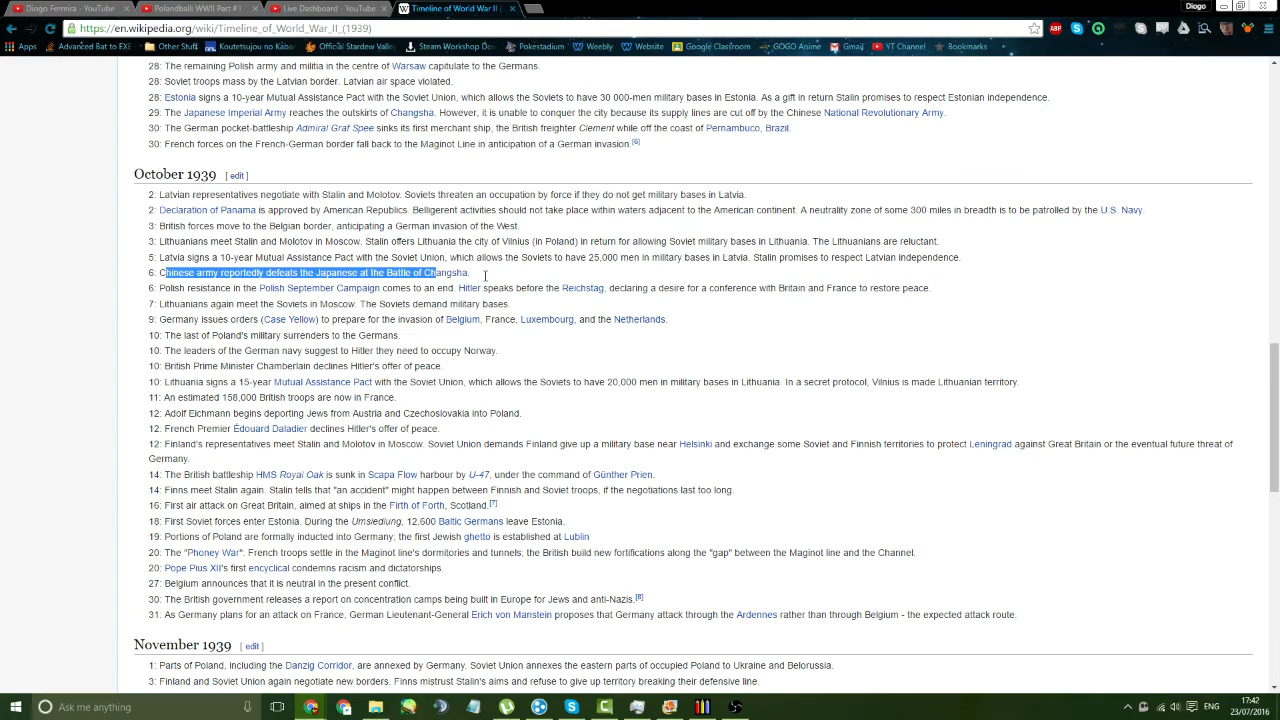 Diogo Ferreira - YouTube
Polandball: WWII Part #1
Live Dashboard - YouTube
Timeline of World War II (
Diogo
https://en.wikipedia.org/wiki/Timeline_of_World_War_II_(1939)
Apps
Advanced Bat to EXE
Other Stuff
Koutetsujou no Kabar
Official Stardew Valle
Steam Workshop Do
Pokestadium
Weebly
Website
Google Classroom
GOGO Anime
Gmail
YT Channel
Bookmarks
28: The remaining Polish army and militia in the centre of Warsaw capitulate to the Germans.
28: Soviet troops mass by the Latvian border. Latvian air space violated.
28: Estonia signs a 10-year Mutual Assistance Pact with the Soviet Union, which allows the Soviets to have 30 000-men military bases in Estonia. As a gift in return Stalin promises to respect Estonian independence.
29: The Japanese Imperial Army reaches the outskirts of Changsha. However, it is unable to conquer the city because its supply lines are cut off by the Chinese National Revolutionary Army.
30: The German pocket-battleship Admiral Graf Spee sinks its first merchant ship, the British freighter Clement while off the coast of Pernambuco, Brazil.
30: French forces on the French-German border fall back to the Maginot Line in anticipation of a German invasion.[6]
October 1939 [ edit ]
2: Latvian representatives negotiate with Stalin and Molotov. Soviets threaten an occupation by force if they do not get military bases in Latvia.
2: Declaration of Panama is approved by American Republics. Belligerent activities should not take place within waters adjacent to the American continent. A neutrality zone of some 300 miles in breadth is to be patrolled by the U.S. Navy.
3: British forces move to the Belgian border, anticipating a German invasion of the West.
3: Lithuanians meet Stalin and Molotov in Moscow. Stalin offers Lithuania the city of Vilnius (in Poland) in return for allowing Soviet military bases in Lithuania. The Lithuanians are reluctant.
5: Latvia signs a 10-year Mutual Assistance Pact with the Soviet Union, which allows the Soviets to have 25,000 men in military bases in Latvia. Stalin promises to respect Latvian independence.
6: Chinese army reportedly defeats the Japanese at the Battle of Changsha.
6: Polish resistance in the Polish September Campaign comes to an end. Hitler speaks before the Reichstag, declaring a desire for a conference with Britain and France to restore peace.
7: Lithuanians again meet the Soviets in Moscow. The Soviets demand military bases.
9: Germany issues orders (Case Yellow) to prepare for the invasion of Belgium, France, Luxembourg, and the Netherlands.
10: The last of Poland's military surrenders to the Germans.
10: The leaders of the German navy suggest to Hitler they need to occupy Norway.
10: British Prime Minister Chamberlain declines Hitler's offer of peace.
10: Lithuania signs a 15-year Mutual Assistance Pact with the Soviet Union, which allows the Soviets to have 20,000 men in military bases in Lithuania. In a secret protocol, Vilnius is made Lithuanian territory.
11: An estimated 158,000 British troops are now in France.
12: Adolf Eichmann begins deporting Jews from Austria and Czechoslovakia into Poland.
12: French Premier Édouard Daladier declines Hitler's offer of peace.
12: Finland's representatives meet Stalin and Molotov in Moscow. Soviet Union demands Finland give up a military base near Helsinki and exchange some Soviet and Finnish territories to protect Leningrad against Great Britain or the eventual future threat of
Germany.
14: The British battleship HMS Royal Oak is sunk in Scapa Flow harbour by U-47, under the command of Günther Prien.
14: Finns meet Stalin again. Stalin tells that "an accident" might happen between Finnish and Soviet troops, if the negotiations last too long.
16: First air attack on Great Britain, aimed at ships in the Firth of Forth, Scotland.[7]
18: First Soviet forces enter Estonia. During the Umsiedlung, 12,600 Baltic Germans leave Estonia.
19: Portions of Poland are formally inducted into Germany; the first Jewish ghetto is established at Lublin
20: The "Phoney War": French troops settle in the Maginot line's dormitories and tunnels; the British build new fortifications along the "gap" between the Maginot line and the Channel.
20: Pope Pius XII's first encyclical condemns racism and dictatorships.
27: Belgium announces that it is neutral in the present conflict.
30: The British government releases a report on concentration camps being built in Europe for Jews and anti-Nazis.[8]
31: As Germany plans for an attack on France, German Lieutenant-General Erich von Manstein proposes that Germany attack through the Ardennes rather than through Belgium - the expected attack route.
November 1939 [ edit ]
1: Parts of Poland, including the Danzig Corridor, are annexed by Germany. Soviet Union annexes the eastern parts of occupied Poland to Ukraine and Belorussia.
3: Finland and Soviet Union again negotiate new borders. Finns mistrust Stalin's aims and refuse to give up territory breaking their defensive line.
Ask me anything
ENG
17:42
23/07/2016